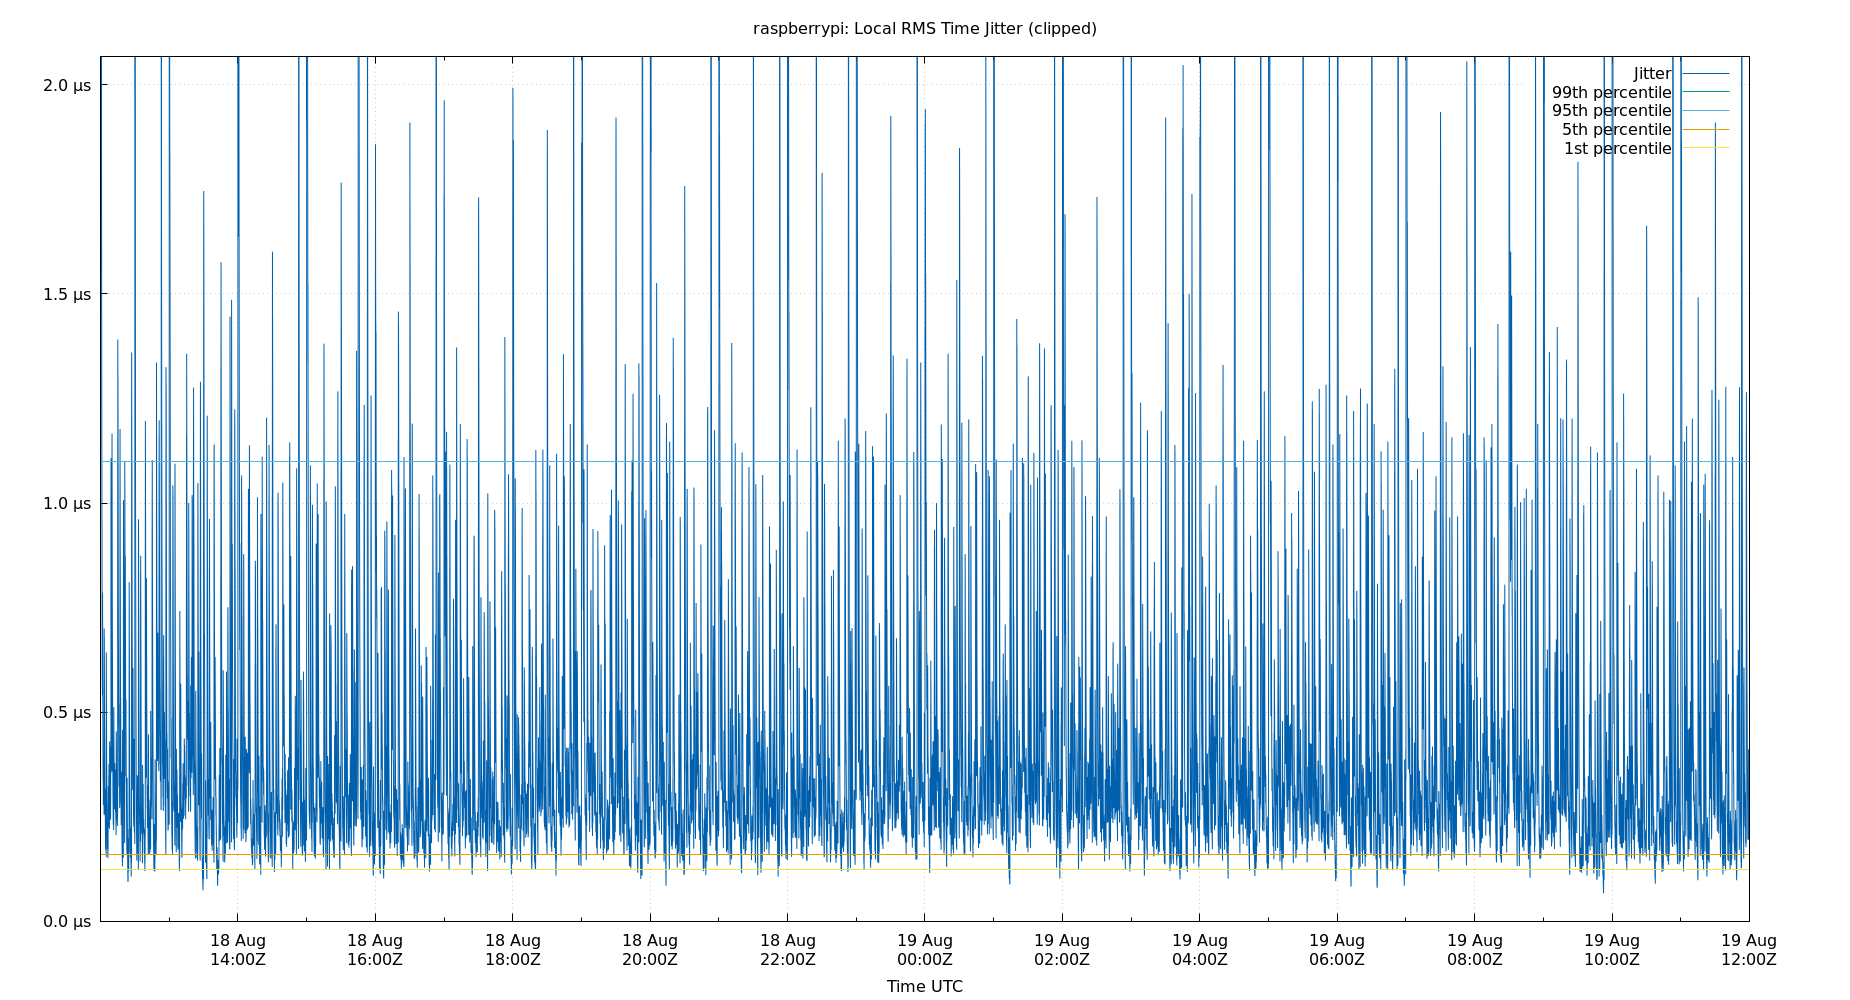 raspberrypi: Local RMS Time Jitter (clipped)
2.0 µs
1.5 µs
1.0 µs
0.5 µs
0.0 µs
Jitter
99th percentile
95th percentile
5th percentile
1st percentile
18 Aug 18 Aug 18 Aug 18 Aug 18 Aug 19 Aug 19 Aug 19 Aug 19 Aug 19 Aug 19 Aug 19 Aug
14:00Z 16:00Z 18:00Z 20:00Z 22:00Z 00:00Z 02:00Z 04:00Z 06:00Z 08:00Z 10:00Z 12:00Z
Time UTC